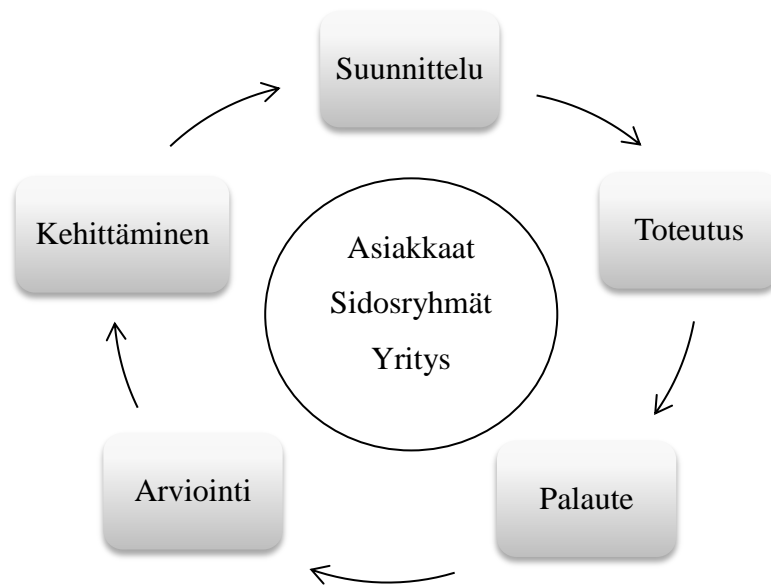 Suunnittelu
Toteutus
Palaute
Arviointi
Kehittäminen
Asiakkaat
Sidosryhmät
Yritys